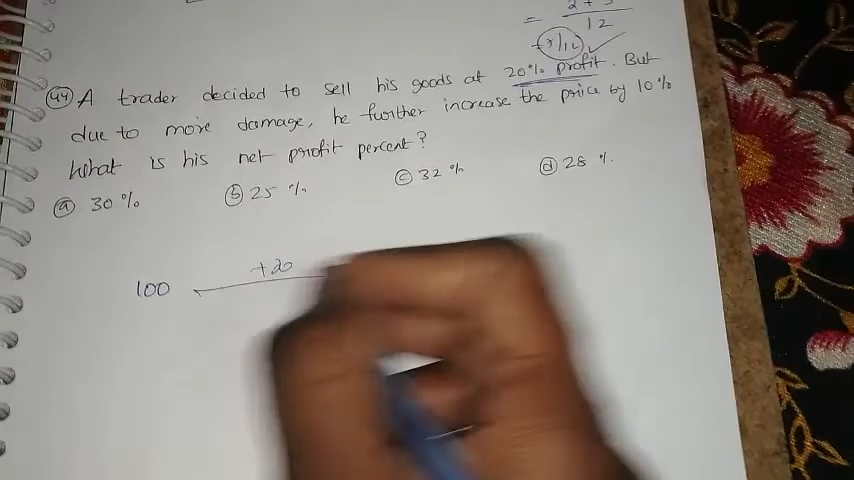 =
12
7/12
44 A trader decided to sell his goods at 20% profit. But
due to more damage, he further increase the price by 10%
What is his net profit percent?
a 30% b 25% c 32% d 28%.
100 +20